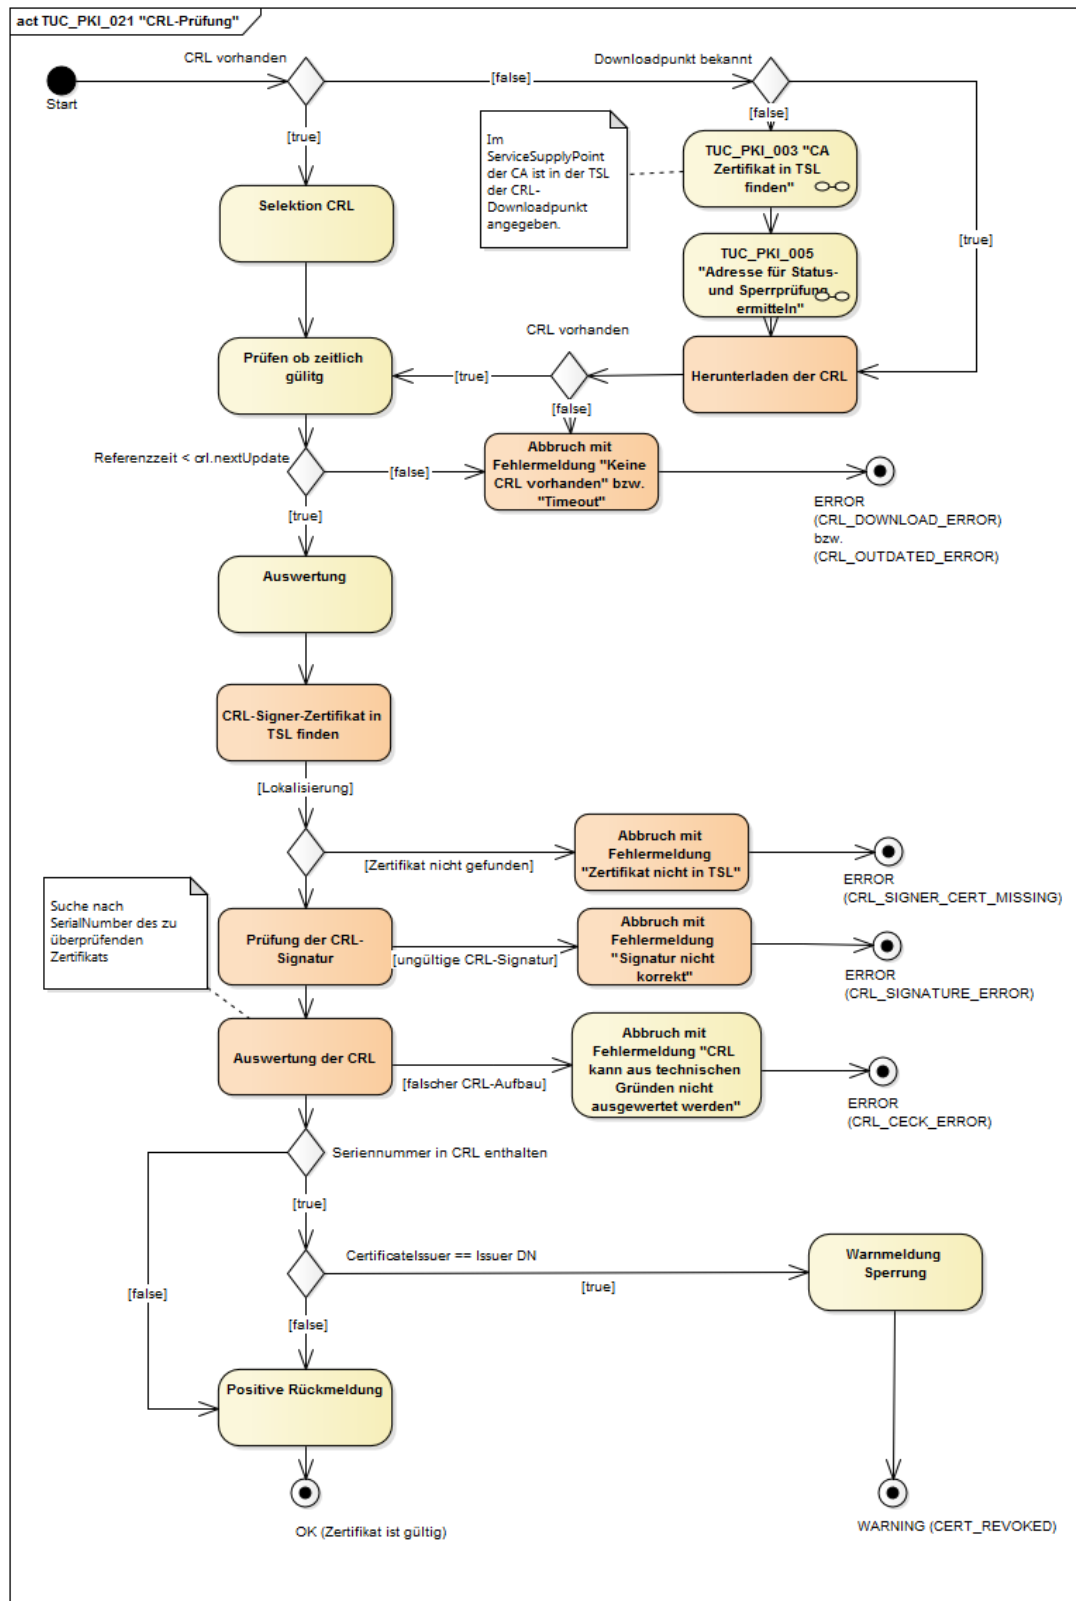 act TUC_PKI_021 "CRL-Prüfung"
CRL vorhanden
Downloadpunkt bekannt
Start
[false]
[false]
[true]
Im
ServiceSupplyPoint
der CA ist in der TSL
der CRL-
Downloadpunkt
angegeben.
TUC_PKI_003 "CA
Zertifikat in TSL
finden"
[true]
Selektion CRL
TUC_PKI_005
"Adresse für Status-
und Sperrprüfung
ermitteln"
CRL vorhanden
Prüfen ob zeitlich
gülitg
[true]
Herunterladen der CRL
[false]
Referenzzeit < crl.nextUpdate
[false]
Abbruch mit
Fehlermeldung "Keine
CRL vorhanden" bzw.
"Timeout"
[true]
ERROR
(CRL_DOWNLOAD_ERROR)
bzw.
(CRL_OUTDATED_ERROR)
Auswertung
CRL-Signer-Zertifikat in
TSL finden
[Lokalisierung]
[Zertifikat nicht gefunden]
Abbruch mit
Fehlermeldung
"Zertifikat nicht in TSL"
ERROR
(CRL_SIGNER_CERT_MISSING)
Suche nach
SerialNumber des zu
überprüfenden
Zertifikats
Prüfung der CRL-
Signatur
[ungültige CRL-Signatur]
Abbruch mit
Fehlermeldung
"Signatur nicht
korrekt"
ERROR
(CRL_SIGNATURE_ERROR)
Auswertung der CRL
[falscher CRL-Aufbau]
Abbruch mit
Fehlermeldung "CRL
kann aus technischen
Gründen nicht
ausgewertet werden"
ERROR
(CRL_CECK_ERROR)
Seriennummer in CRL enthalten
[true]
CertificateIssuer == Issuer DN
[true]
Warnmeldung
Sperrung
[false]
[false]
Positive Rückmeldung
OK (Zertifikat ist gültig)
WARNING (CERT_REVOKED)